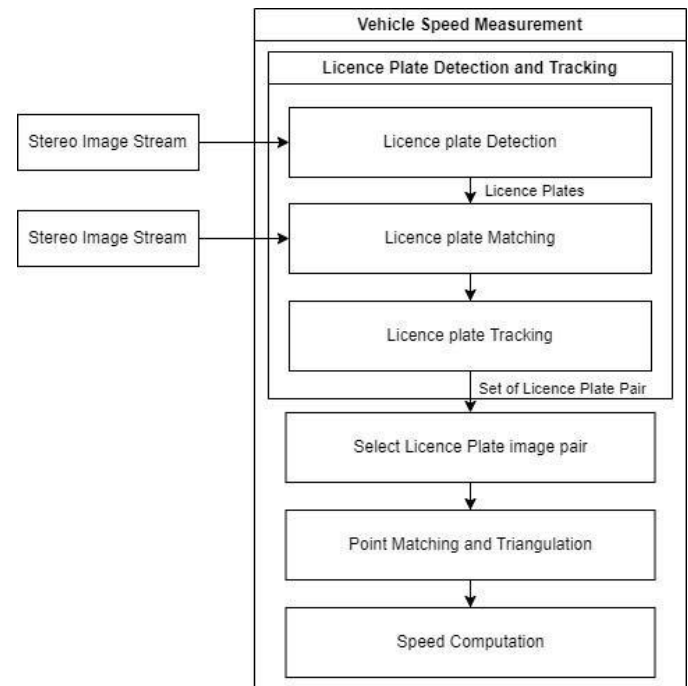 Vehicle Speed Measurement
Licence Plate Detection and Tracking
Stereo Image Stream
Licence plate Detection
Licence Plates
Stereo Image Stream
Licence plate Matching
Licence plate Tracking
Set of Licence Plate Pair
Select Licence Plate image pair
Point Matching and Triangulation
Speed Computation